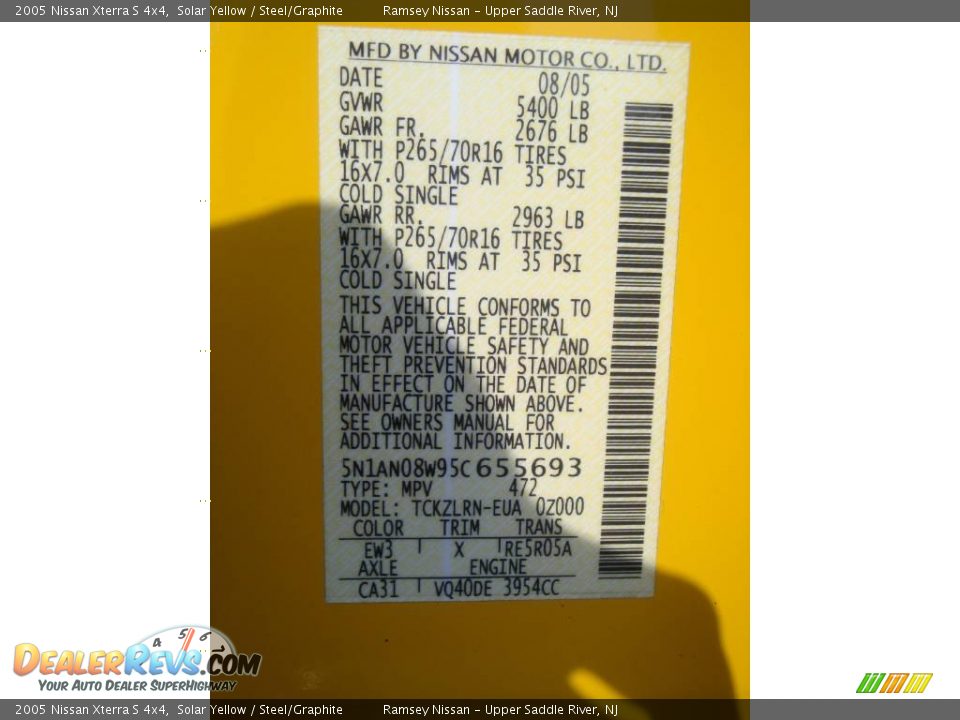 2005 Nissan Xterra S 4x4, Solar Yellow / Steel/Graphite Ramsey Nissan - Upper Saddle River, NJ
MFD BY NISSAN MOTOR CO., LTD.
DATE 08/05
GVWR 5400 LB
GAWR FR. 2676 LB
WITH P265/70R16 TIRES
16X7.0 RIMS AT 35 PSI
COLD SINGLE
GAWR RR. 2963 LB
WITH P265/70R16 TIRES
16X7.0 RIMS AT 35 PSI
COLD SINGLE
THIS VEHICLE CONFORMS TO
ALL APPLICABLE FEDERAL
MOTOR VEHICLE SAFETY AND
THEFT PREVENTION STANDARDS
IN EFFECT ON THE DATE OF
MANUFACTURE SHOWN ABOVE.
SEE OWNERS MANUAL FOR
ADDITIONAL INFORMATION.
5N1AN08W95C655693
TYPE: MPV 472
MODEL: TCKZLRN-EUA 0Z000
COLOR TRIM TRANS
EW3 X RE5R05A
AXLE ENGINE
CA31 VQ40DE 3954CC
4 5 6
DEALERREVS.COM
YOUR AUTO DEALER SUPERHIGHWAY
2005 Nissan Xterra S 4x4, Solar Yellow / Steel/Graphite Ramsey Nissan - Upper Saddle River, NJ